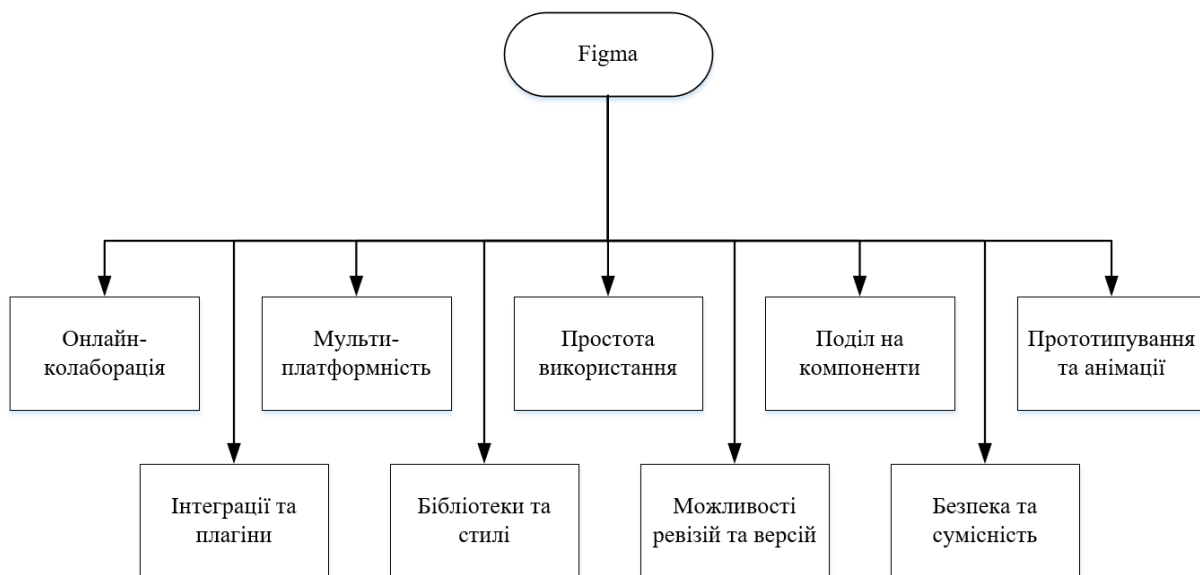 Figma
Онлайн-
колаборація
Мульти-
платформність
Простота
використання
Поділ на
компоненти
Прототипування
та анімації
Інтеграції та
плагіни
Бібліотеки та
стилі
Можливості
ревізій та версій
Безпека та
сумісність